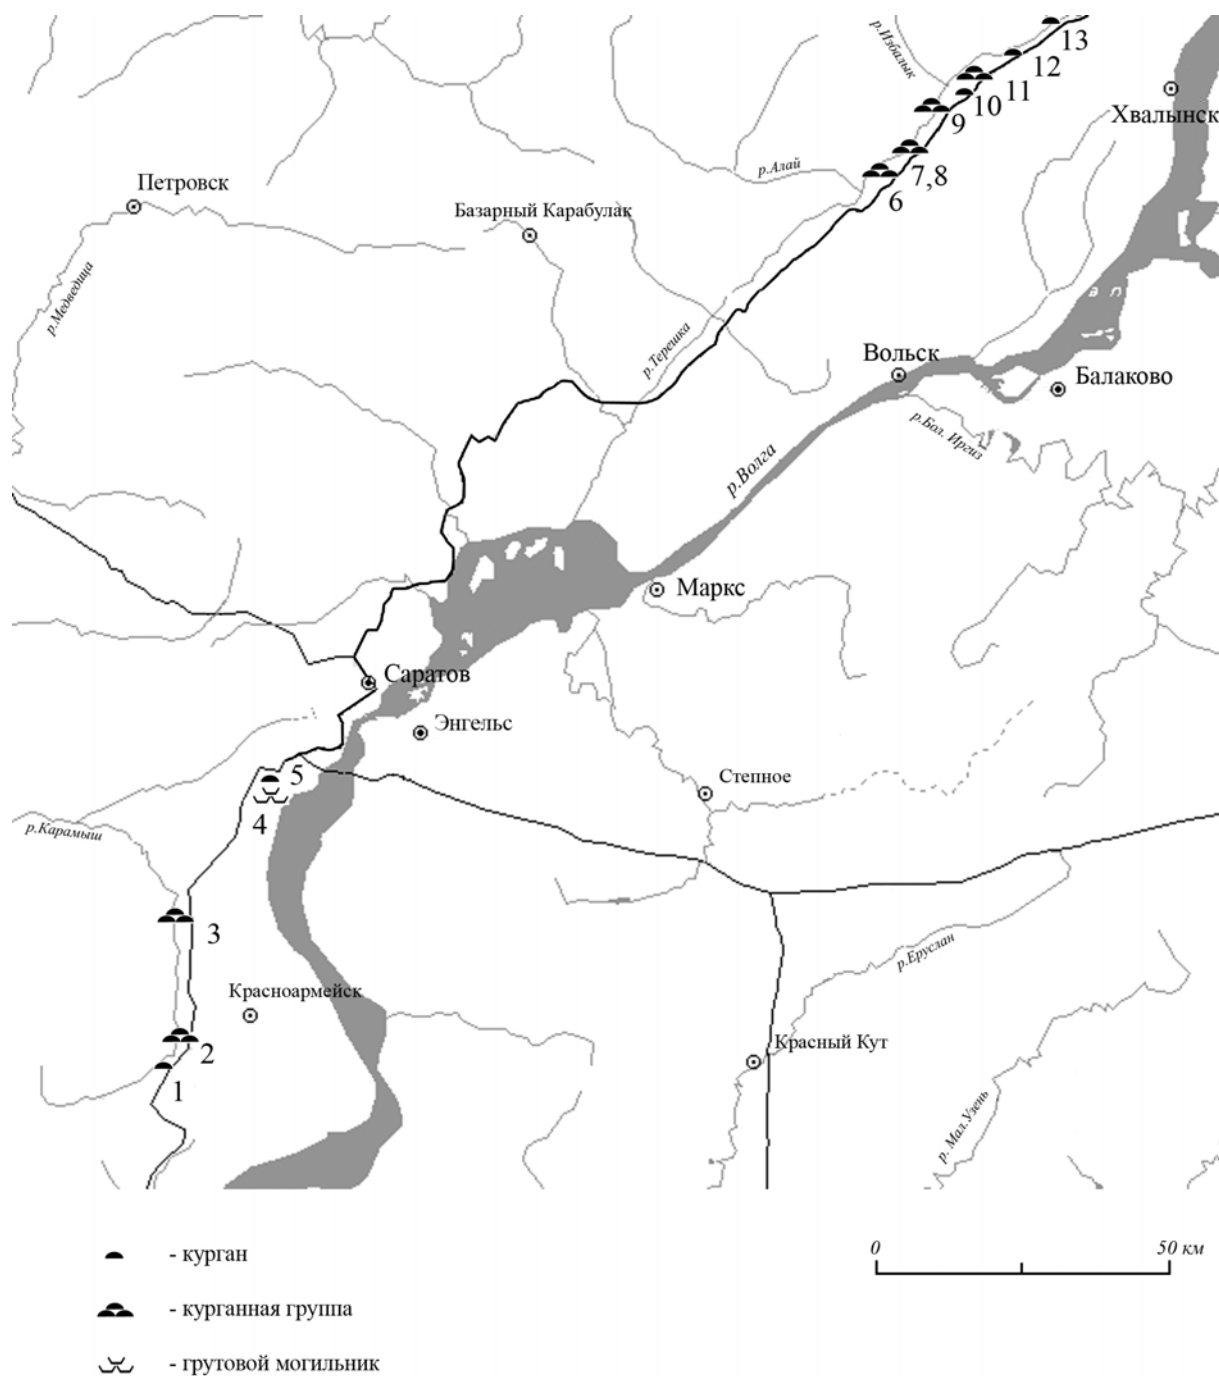 р.Избалык
13
12
Хвалынск
11
10
9
р.Алай
7,8
6
Петровск
Базарный Карабулак
р.Медведица
в л
р.Терешка
Вольск
Балаково
р.Бол. Иргиз
р.Волга
Маркс
Саратов
Энгельс
5
Степное
4
р.Карамыш
3
р.Еруслан
Красноармейск
2
Красный Кут
1
р. Мал.Узень
0 50 км
- курган
- курганная группа
- грутовой могильник